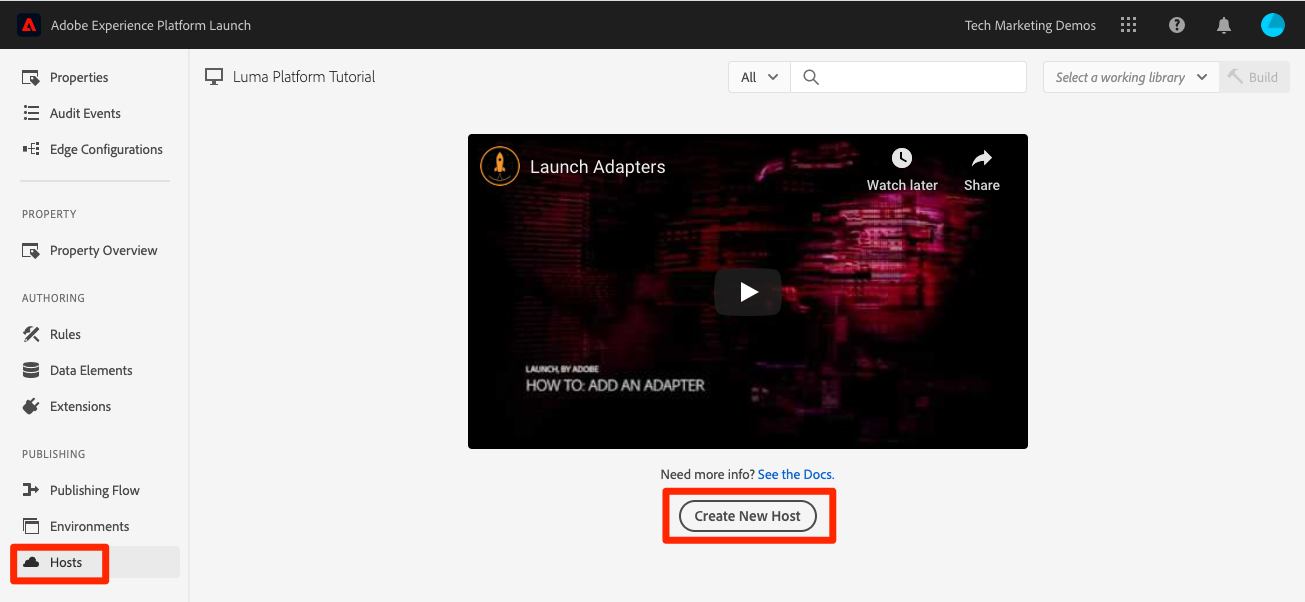 Adobe Experience Platform Launch
Tech Marketing Demos
Properties
Audit Events
Edge Configurations
PROPERTY
Property Overview
AUTHORING
Rules
Data Elements
Extensions
PUBLISHING
Publishing Flow
Environments
Hosts
Luma Platform Tutorial
All
Select a working library
Build
Launch Adapters
Watch later
Share
LAUNCH, BY ADOBE
HOW TO: ADD AN ADAPTER
Need more info? See the Docs.
Create New Host